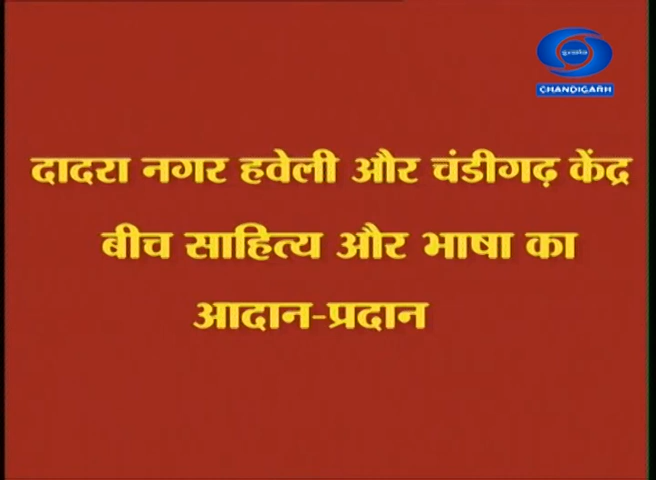 CHANDIGARH
दादरा नगर हवेली और चंडीगढ़ केंद्र
बीच साहित्य और भाषा का
आदान-प्रदान